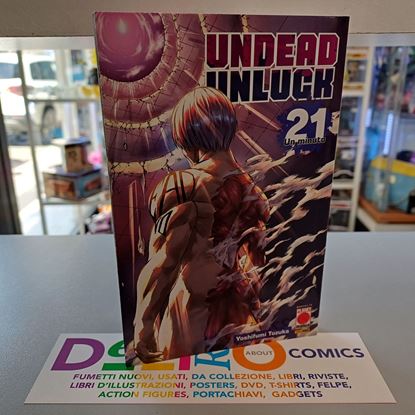 UNDEAD
UNLUCK
21
Un minuto
Yoshifumi Tozuka
ABOUT
COMICS
FUMETTI NUOVI, USATI, DA COLLEZIONE, LIBRI, RIVISTE,
LIBRI D'ILLUSTRAZIONI, POSTERS, DVD, T-SHIRTS, FELPE,
ACTION FIGURES, PORTACHIAVI, GADGETS